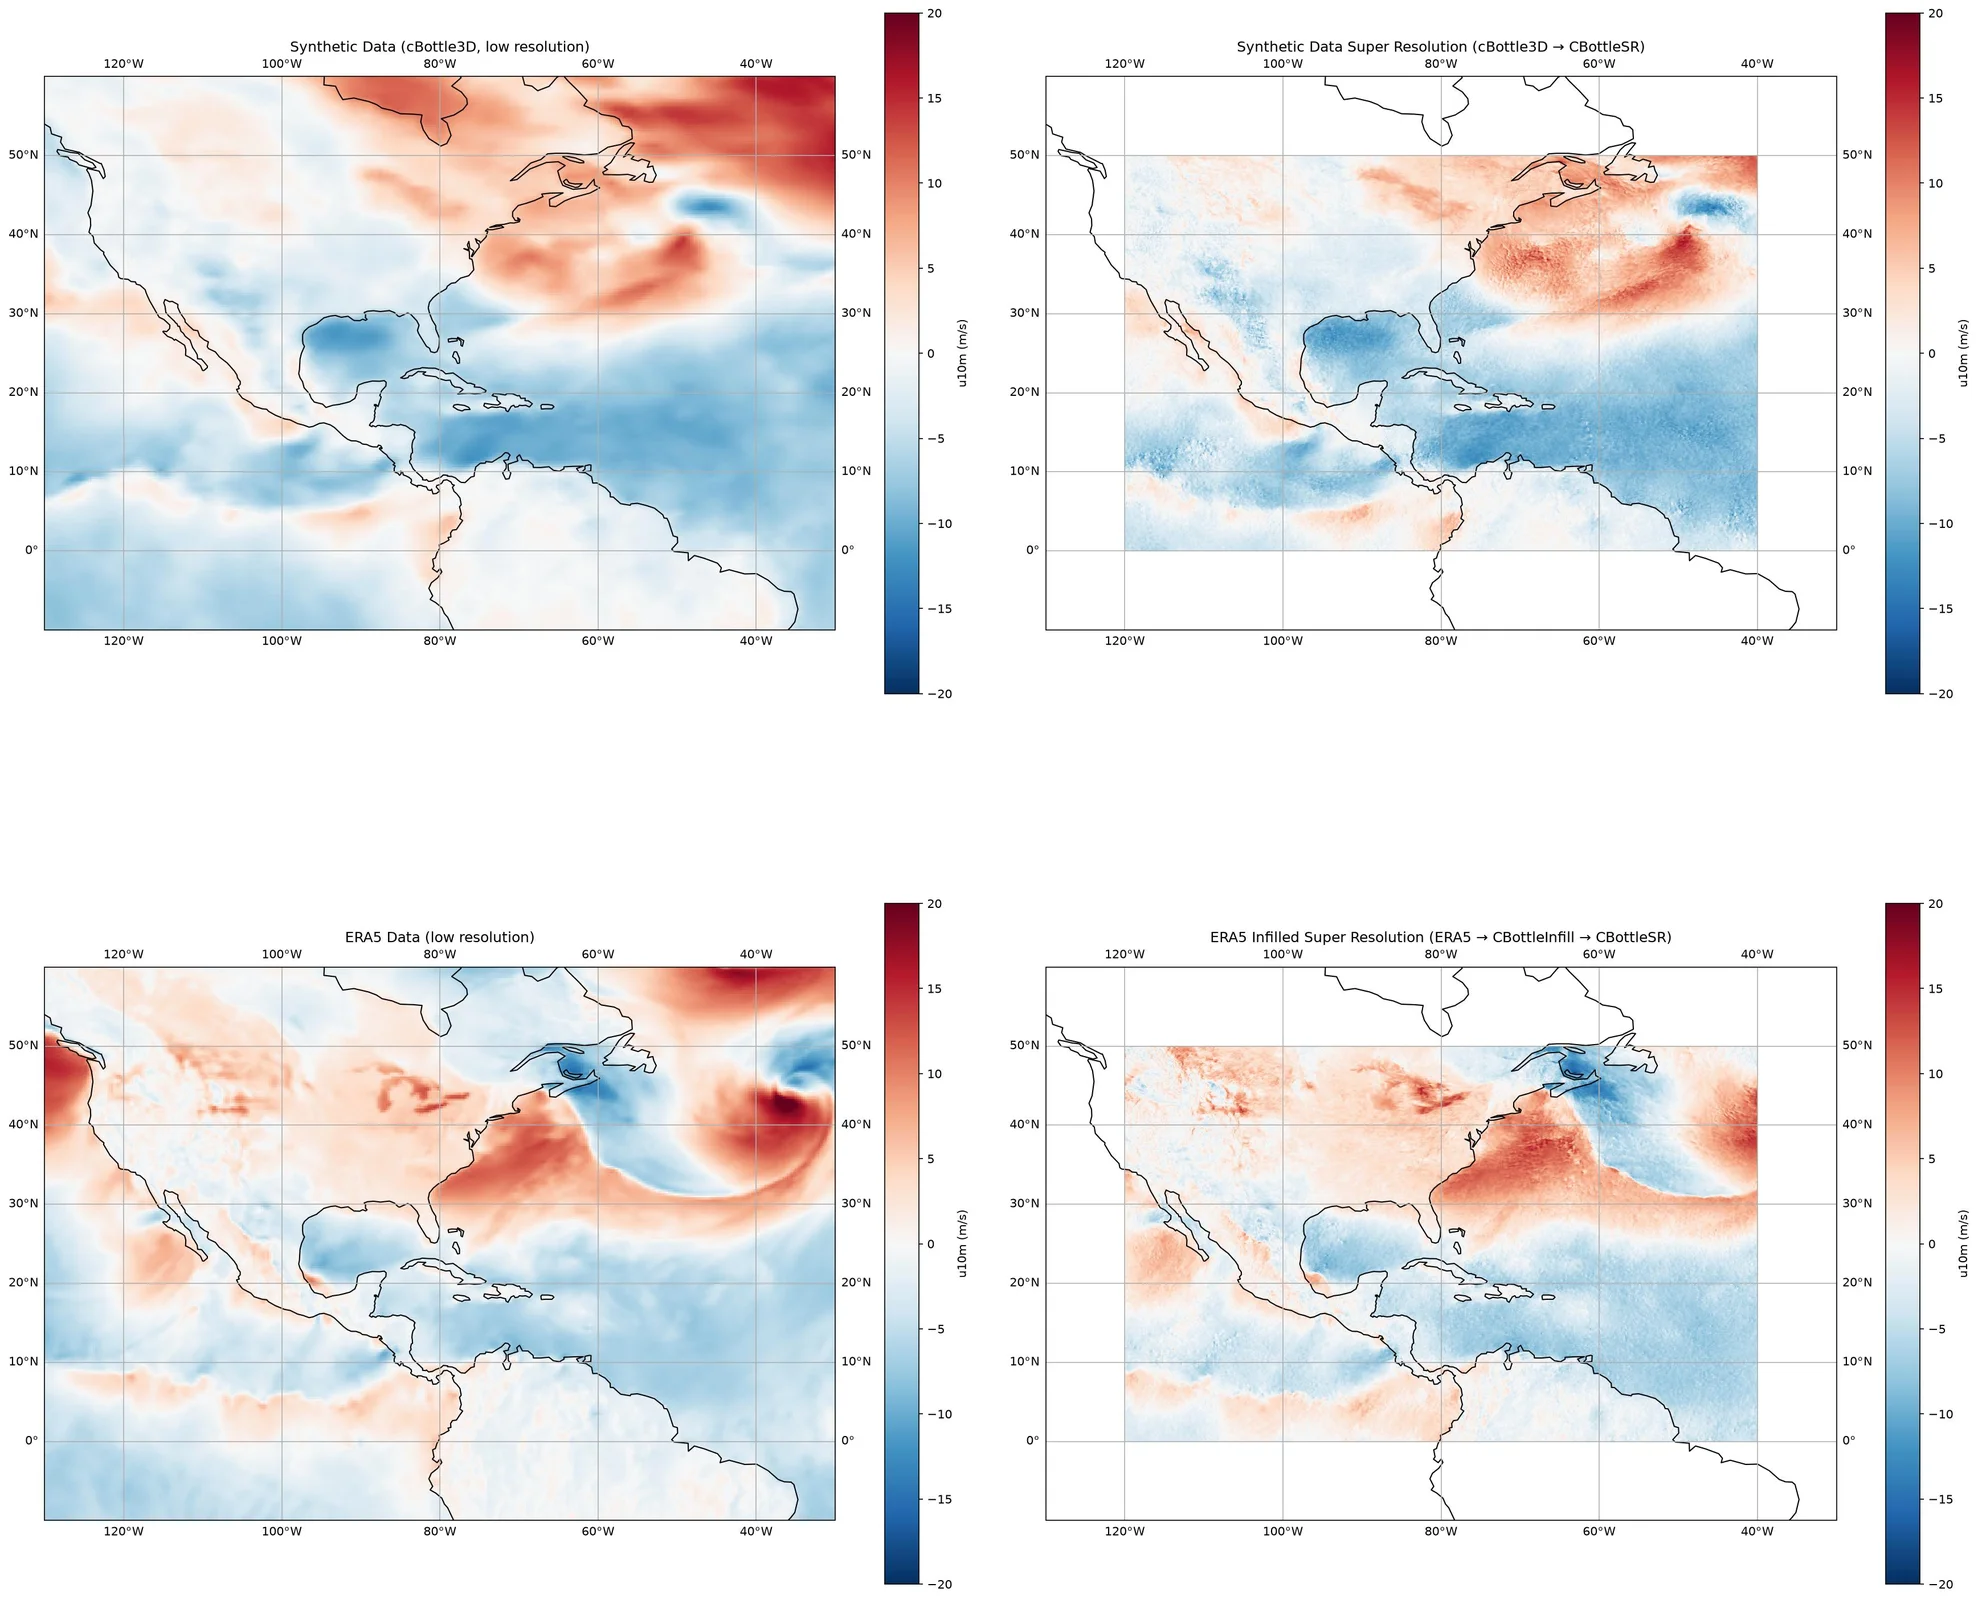 Synthetic Data (cBottle3D, low resolution)
120°W 100°W 80°W 60°W 40°W
50°N 50°N
40°N 40°N
30°N 30°N
20°N 20°N
10°N 10°N
0° 0°
120°W 100°W 80°W 60°W 40°W
20
15
10
5
0
−5
−10
−15
−20
u10m (m/s)
Synthetic Data Super Resolution (cBottle3D → CBottleSR)
120°W 100°W 80°W 60°W 40°W
50°N 50°N
40°N 40°N
30°N 30°N
20°N 20°N
10°N 10°N
0° 0°
120°W 100°W 80°W 60°W 40°W
20
15
10
5
0
−5
−10
−15
−20
u10m (m/s)
ERA5 Data (low resolution)
120°W 100°W 80°W 60°W 40°W
50°N 50°N
40°N 40°N
30°N 30°N
20°N 20°N
10°N 10°N
0° 0°
120°W 100°W 80°W 60°W 40°W
20
15
10
5
0
−5
−10
−15
−20
u10m (m/s)
ERA5 Infilled Super Resolution (ERA5 → CBottleInfill → CBottleSR)
120°W 100°W 80°W 60°W 40°W
50°N 50°N
40°N 40°N
30°N 30°N
20°N 20°N
10°N 10°N
0° 0°
120°W 100°W 80°W 60°W 40°W
20
15
10
5
0
−5
−10
−15
−20
u10m (m/s)